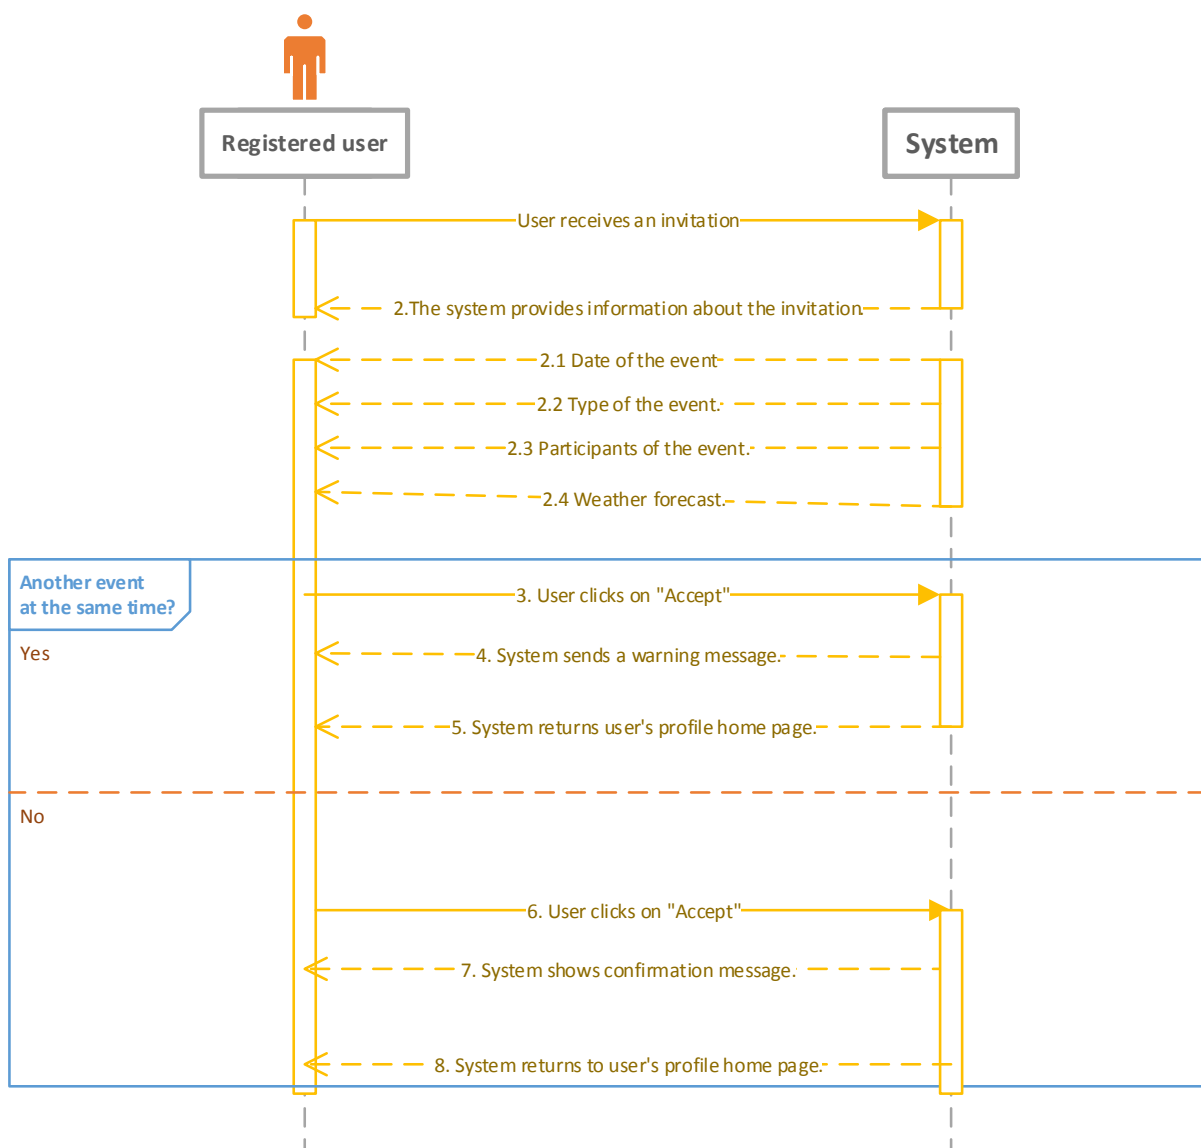 Registered user
System
User receives an invitation
2.The system provides information about the invitation.
2.1 Date of the event
2.2 Type of the event.
2.3 Participants of the event.
2.4 Weather forecast.
Another event
at the same time?
3. User clicks on "Accept"
Yes
4. System sends a warning message.
5. System returns user's profile home page.
No
6. User clicks on "Accept"
7. System shows confirmation message.
8. System returns to user's profile home page.